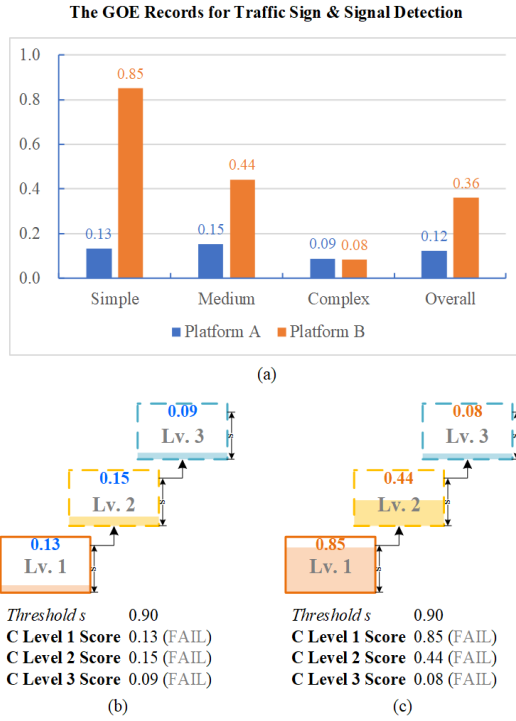 The GOE Records for Traffic Sign & Signal Detection
1.0
0.8
0.6
0.4
0.2
0.0
0.13
0.85
0.15
0.44
0.09
0.08
0.12
0.36
Simple
Medium
Complex
Overall
Platform A
Platform B
(a)
0.09
Lv. 3
s
0.15
Lv. 2
s
0.13
Lv. 1
s
Threshold s 0.90
C Level 1 Score 0.13 (FAIL)
C Level 2 Score 0.15 (FAIL)
C Level 3 Score 0.09 (FAIL)
(b)
0.08
Lv. 3
s
0.44
Lv. 2
s
0.85
Lv. 1
s
Threshold s 0.90
C Level 1 Score 0.85 (FAIL)
C Level 2 Score 0.44 (FAIL)
C Level 3 Score 0.08 (FAIL)
(c)